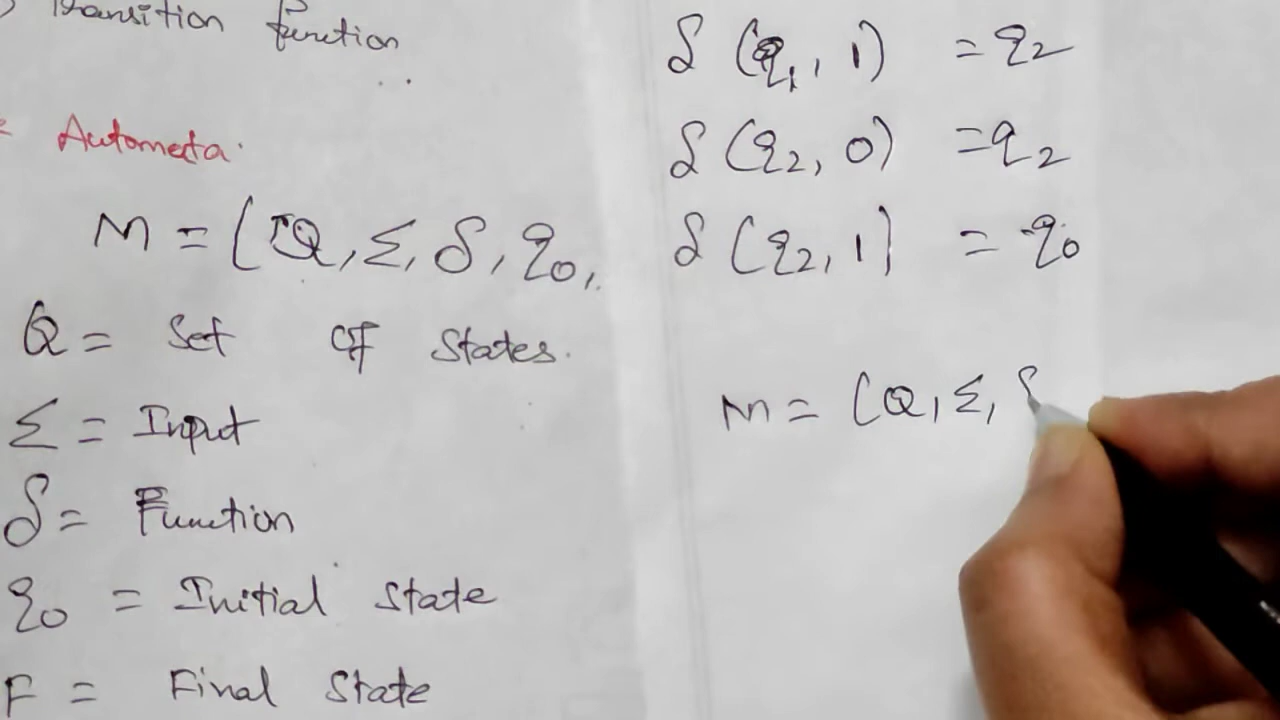 transition function
Automata.
M = (Q, Σ, δ, q0,
Q = Set of States.
Σ = Input
δ = Function
q0 = Initial State
F = Final State
δ (q1, 1) = q2
δ (q2, 0) = q2
δ (q2, 1) = q0
M = (Q, Σ, δ